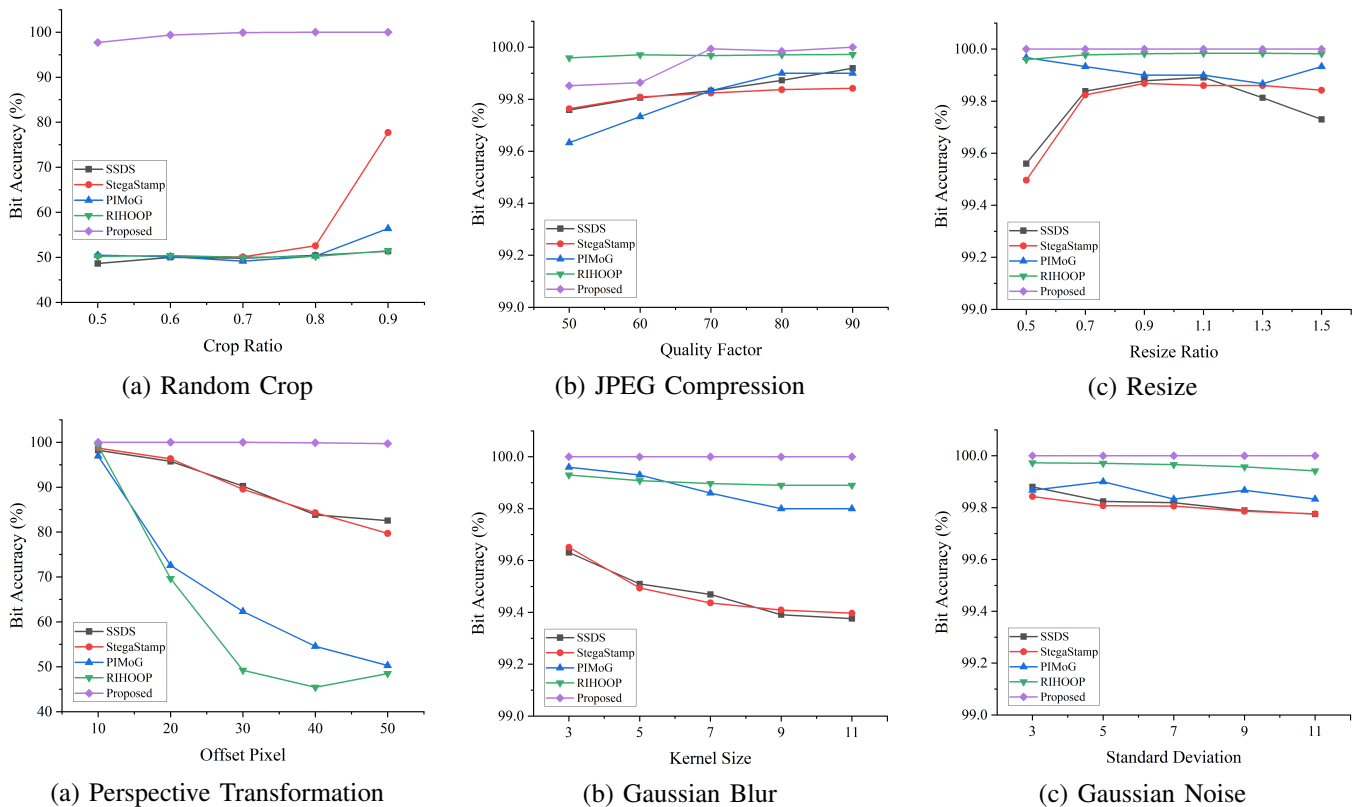 100
90
80
70
60
50
40
Bit Accuracy (%)
SSDS
StegaStamp
PIMoG
RIHOOP
Proposed
0.5 0.6 0.7 0.8 0.9
Crop Ratio
(a) Random Crop
100.0
99.8
99.6
99.4
99.2
99.0
Bit Accuracy (%)
SSDS
StegaStamp
PIMoG
RIHOOP
Proposed
50 60 70 80 90
Quality Factor
(b) JPEG Compression
100.0
99.8
99.6
99.4
99.2
99.0
Bit Accuracy (%)
SSDS
StegaStamp
PIMoG
RIHOOP
Proposed
0.5 0.7 0.9 1.1 1.3 1.5
Resize Ratio
(c) Resize
100
90
80
70
60
50
40
Bit Accuracy (%)
SSDS
StegaStamp
PIMoG
RIHOOP
Proposed
10 20 30 40 50
Offset Pixel
(a) Perspective Transformation
100.0
99.8
99.6
99.4
99.2
99.0
Bit Accuracy (%)
SSDS
StegaStamp
PIMoG
RIHOOP
Proposed
3 5 7 9 11
Kernel Size
(b) Gaussian Blur
100.0
99.8
99.6
99.4
99.2
99.0
Bit Accuracy (%)
SSDS
StegaStamp
PIMoG
RIHOOP
Proposed
3 5 7 9 11
Standard Deviation
(c) Gaussian Noise